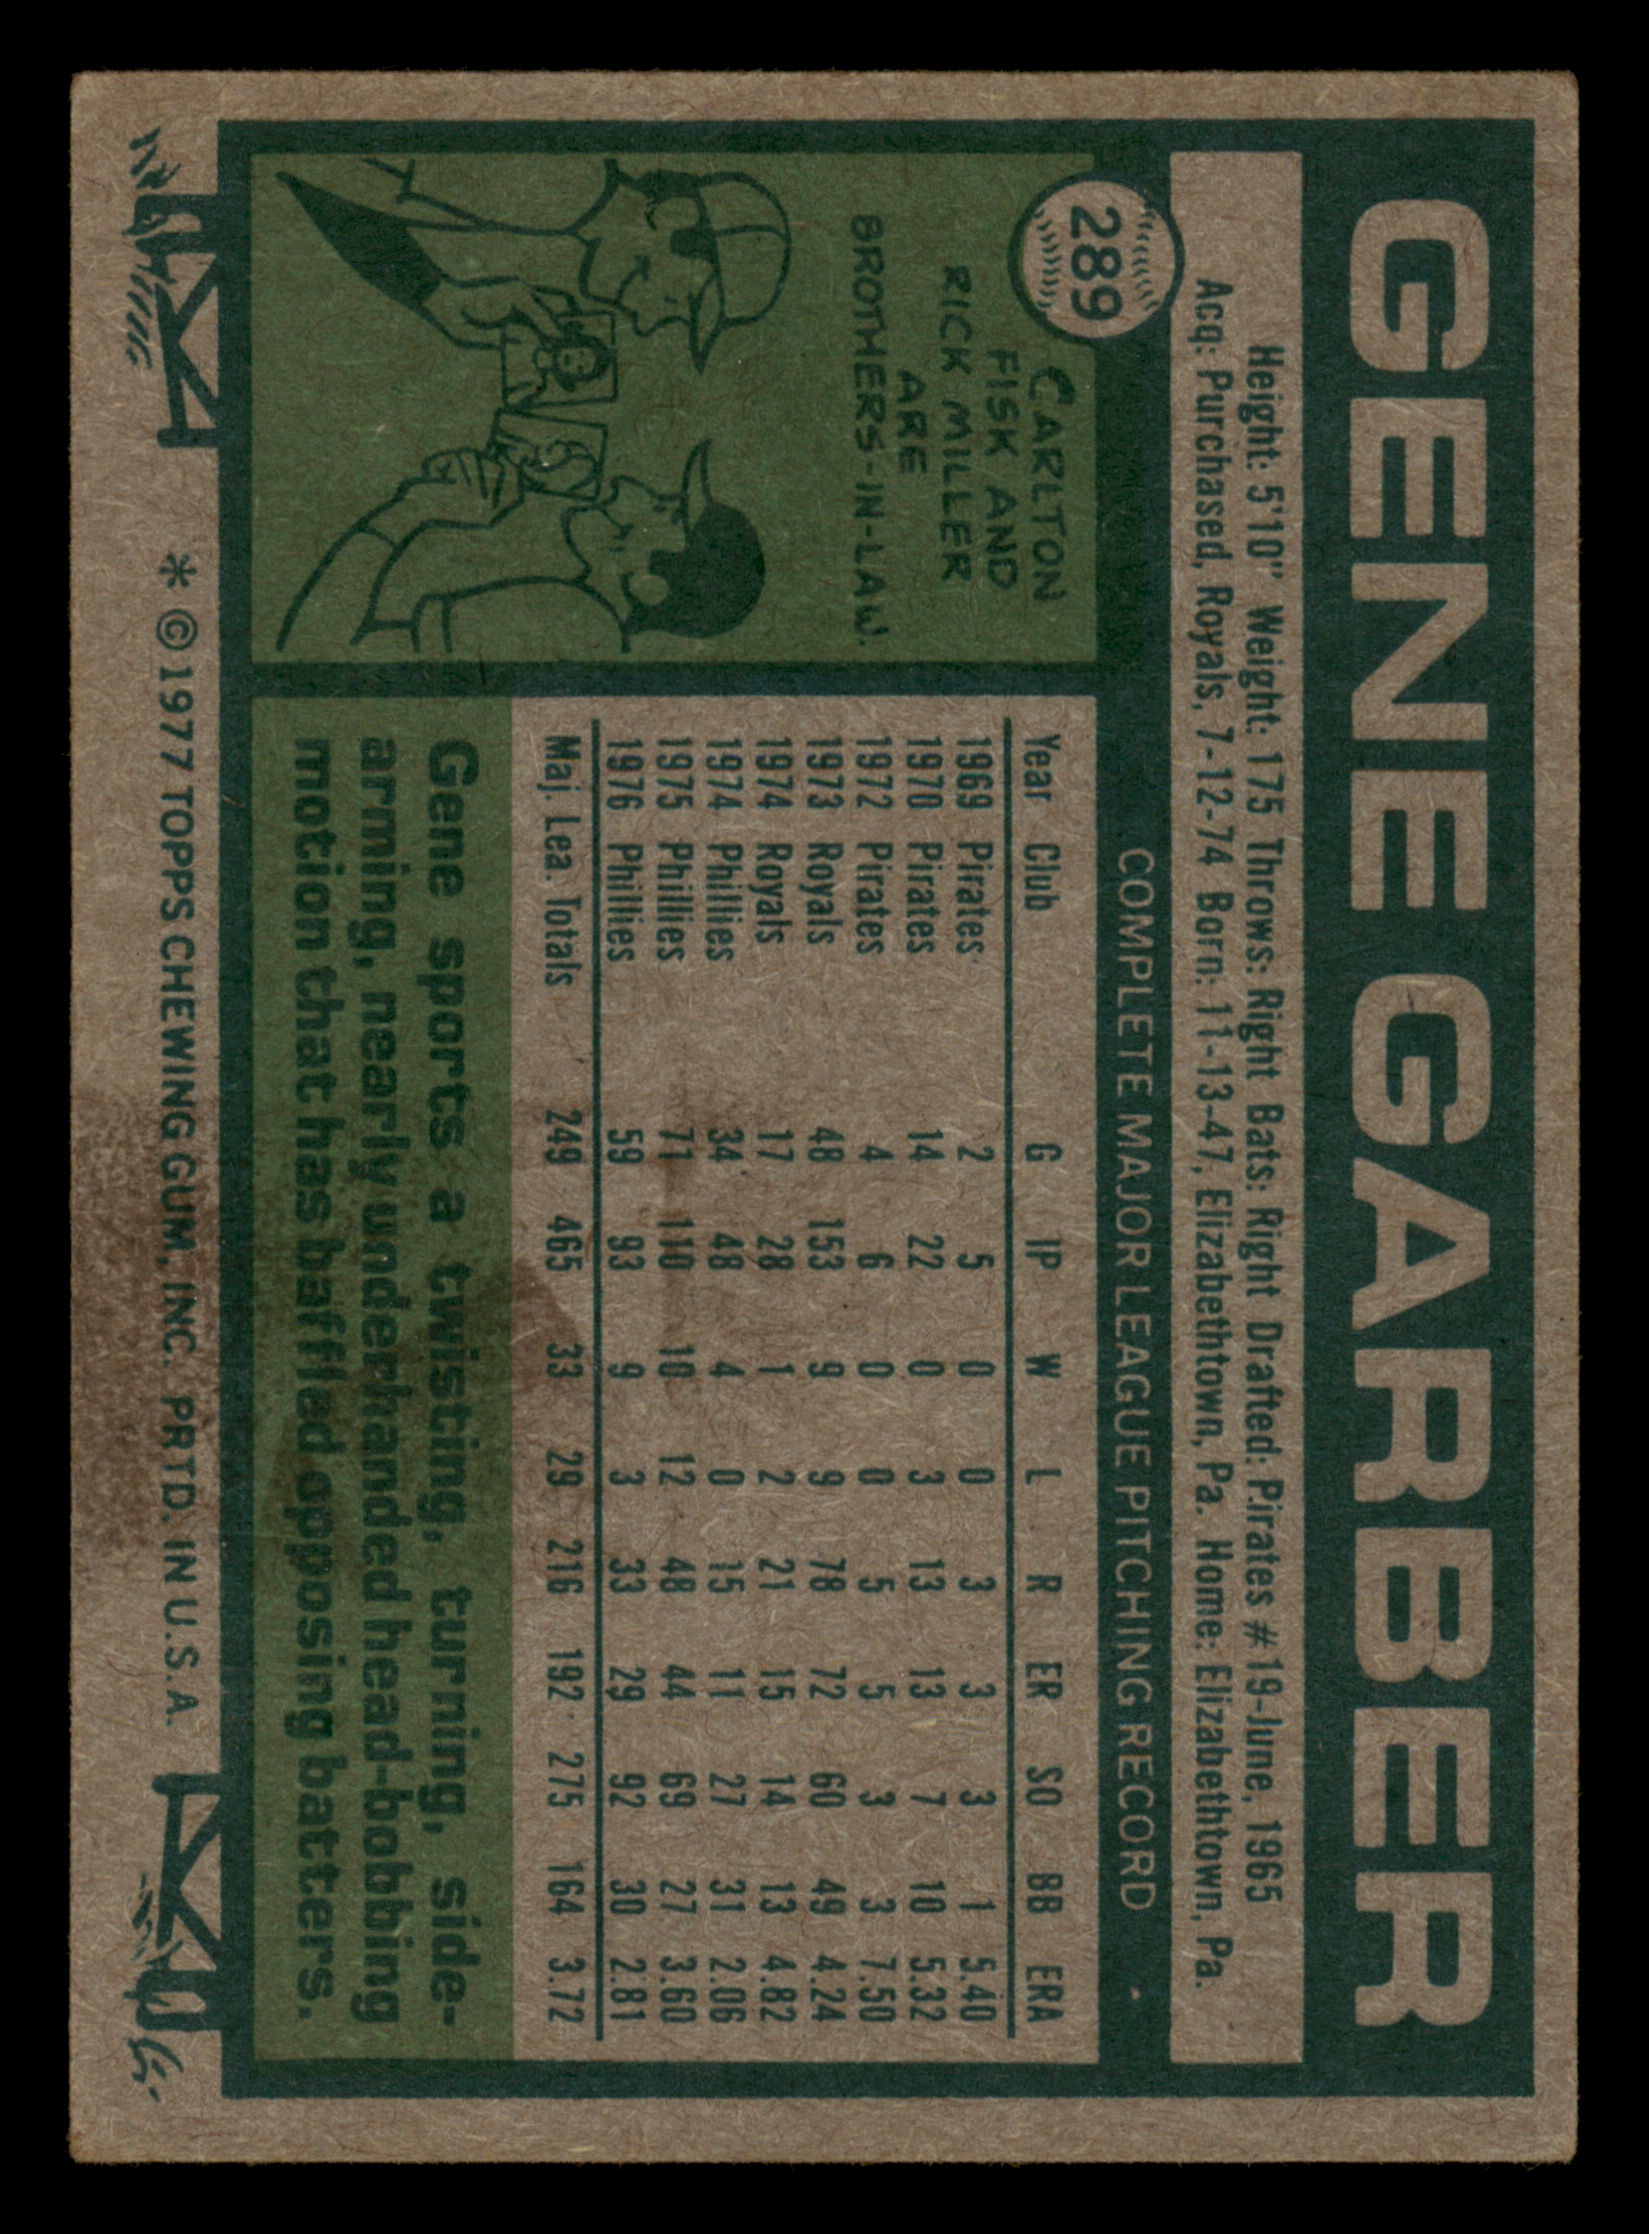 GENE GARBER
Height: 5'10" Weight: 175 Throws: Right Bats: Right Drafted: Pirates #19-June, 1965
Acq: Purchased, Royals, 7-12-74 Born: 11-13-47, Elizabethtown, Pa. Home: Elizabethtown, Pa.
289
COMPLETE MAJOR LEAGUE PITCHING RECORD
CARLTON
FISK AND
RICK MILLER
ARE
BROTHERS-IN-LAW.
Year Club G IP W L R ER SO BB ERA
1969 Pirates 2 5 0 0 3 3 3 1 5.40
1970 Pirates 14 22 0 3 13 13 7 10 5.32
1972 Pirates 4 6 0 0 5 5 3 3 7.50
1973 Royals 48 153 9 9 78 72 60 49 4.24
1974 Royals 17 28 1 2 21 15 14 13 4.82
1974 Phillies 34 48 4 0 15 11 27 31 2.06
1975 Phillies 71 110 10 12 48 44 69 27 3.60
1976 Phillies 59 93 9 3 33 29 92 30 2.81
Maj. Lea. Totals 249 465 33 29 216 192 275 164 3.72
Gene sports a twisting, turning, side-
arming, nearly underhanded head-bobbing
motion that has baffled opposing batters.
* © 1977 TOPPS CHEWING GUM, INC. PRTD. IN U.S.A.